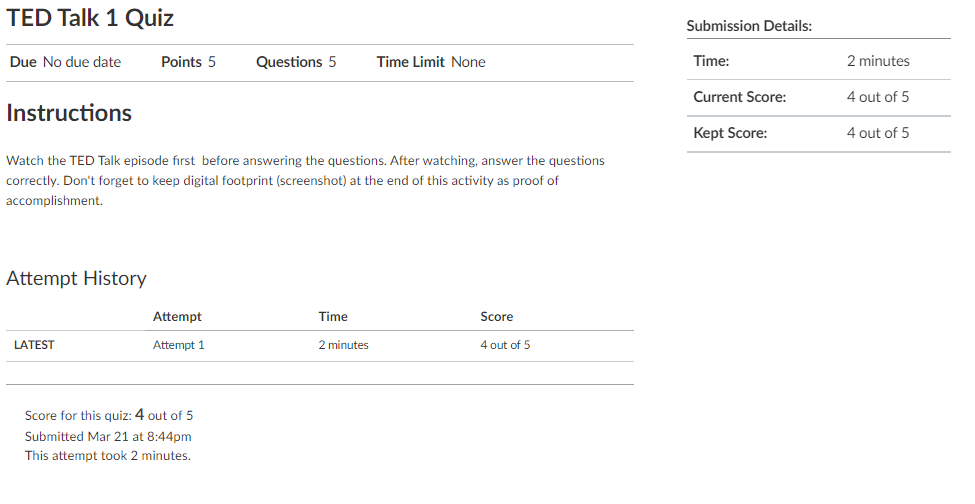 TED Talk 1 Quiz
Due No due date Points 5 Questions 5 Time Limit None
Instructions
Watch the TED Talk episode first  before answering the questions. After watching, answer the questions
correctly. Don't forget to keep digital footprint (screenshot) at the end of this activity as proof of
accomplishment.
Attempt History
Attempt Time Score
LATEST Attempt 1 2 minutes 4 out of 5
Score for this quiz: 4 out of 5
Submitted Mar 21 at 8:44pm
This attempt took 2 minutes.
Submission Details:
Time: 2 minutes
Current Score: 4 out of 5
Kept Score: 4 out of 5